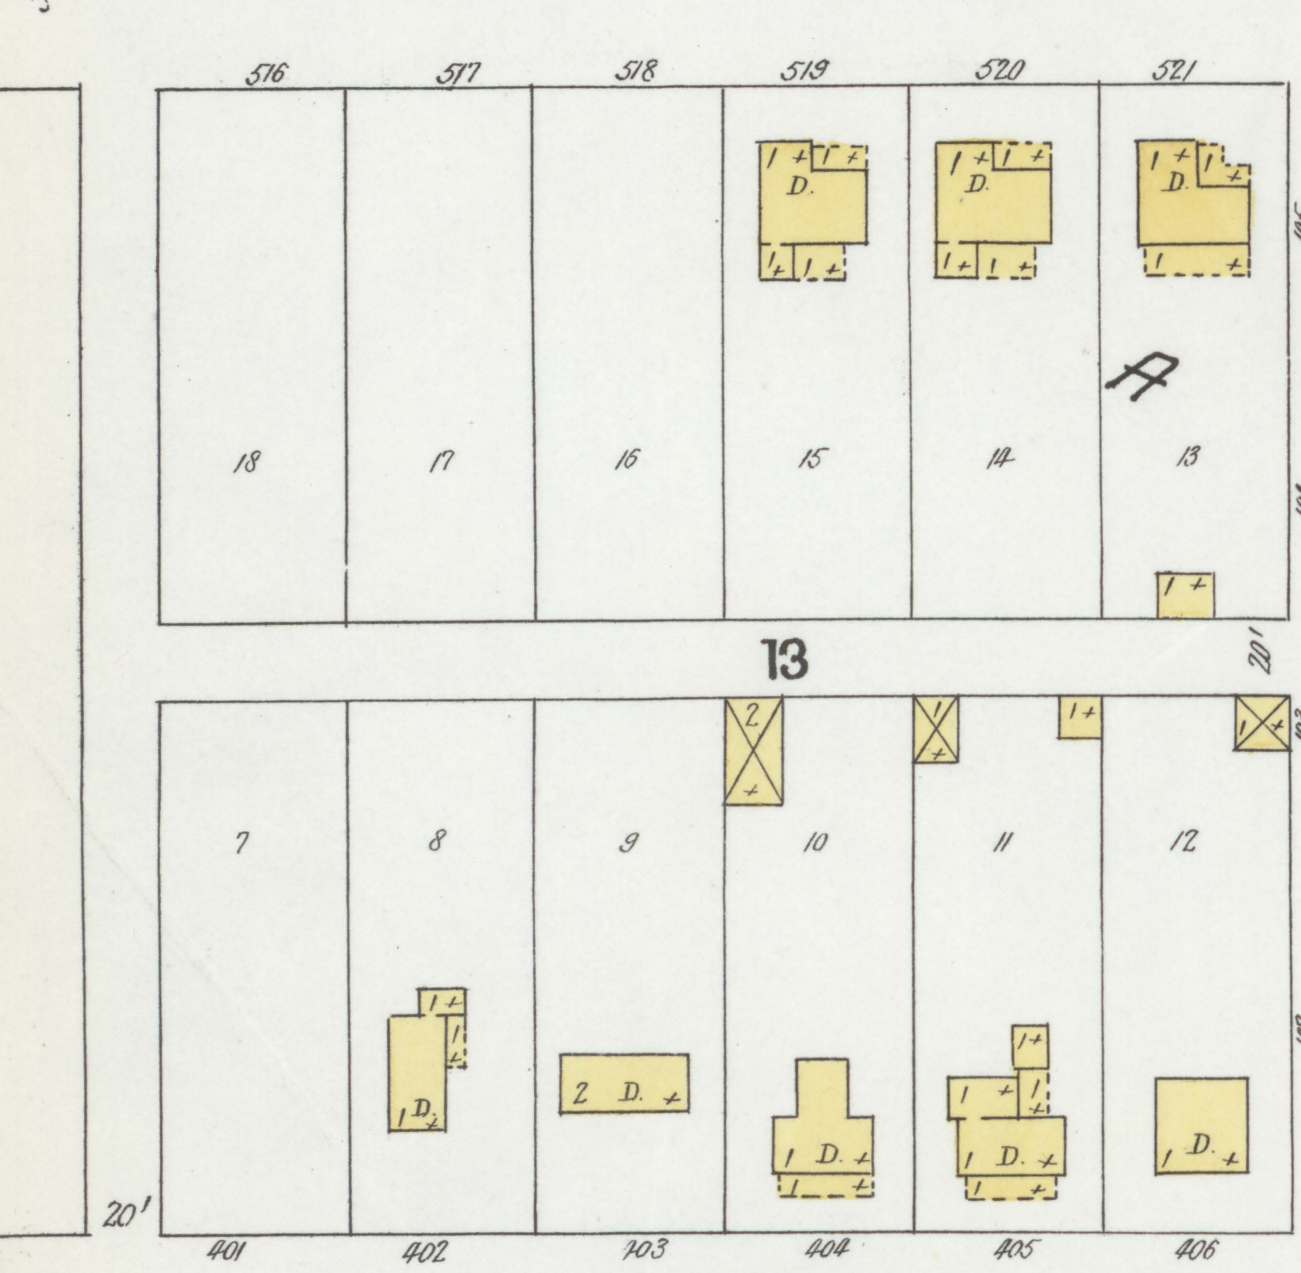 516 517 518 519 520 521
1 + 1 + 1 + 1 + 1 + 1 +
D. D. D.
1 + 1 + 1 + 1 + 1 +
A
18 17 16 15 14 13
1 +
13
20'
2 + 1 + 1 + 1 +
7 8 9 10 11 12
1 + 1 +
1 + 1 + 1 +
1 D. + 2 D. + 1 D. + 1 D. + 1 D. +
1 + 1 +
20'
401 402 403 404 405 406